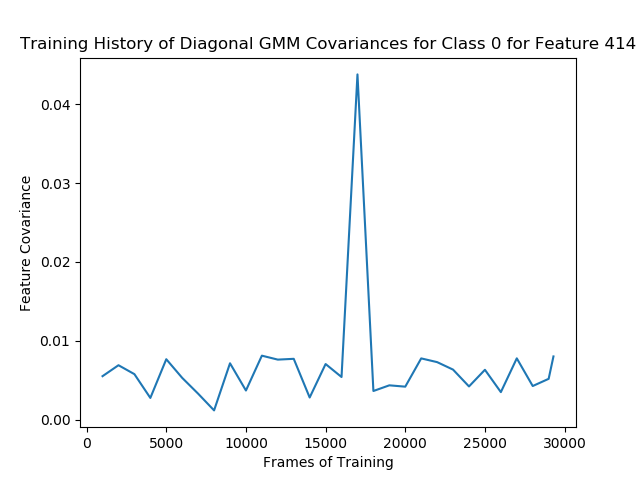 Training History of Diagonal GMM Covariances for Class 0 for Feature 414
Feature Covariance
0.04
0.03
0.02
0.01
0.00
0 5000 10000 15000 20000 25000 30000
Frames of Training